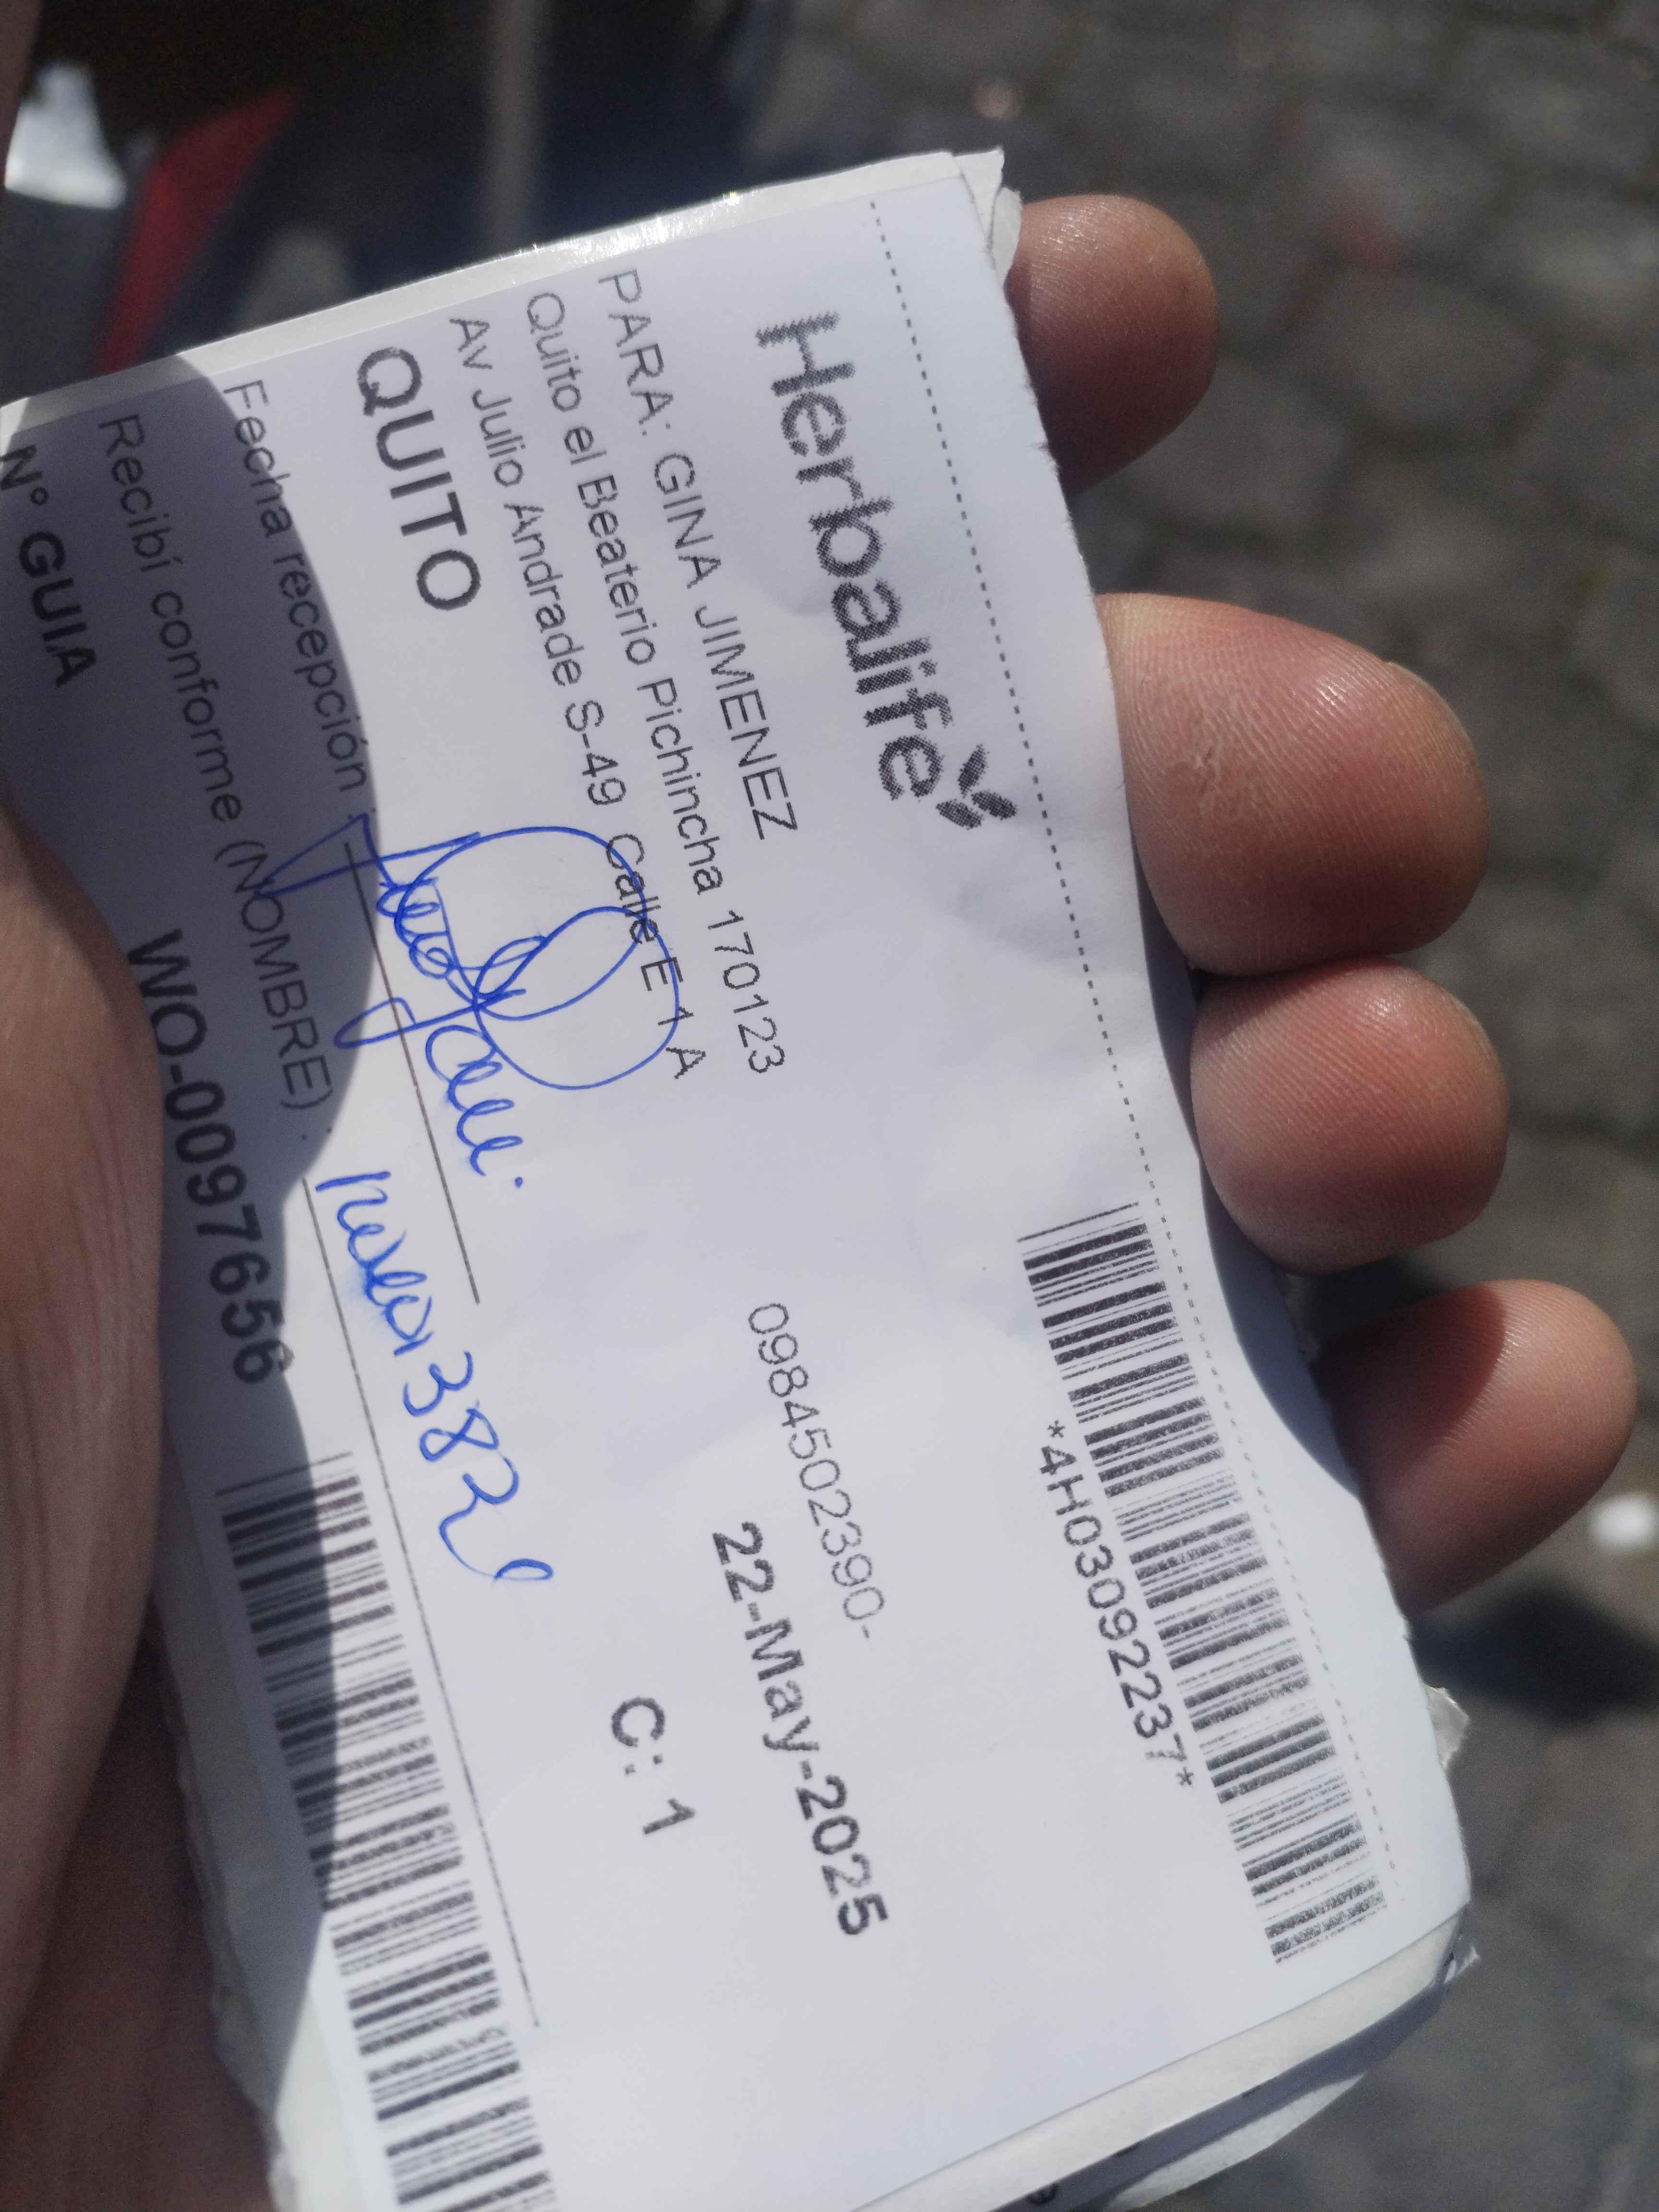 Herbalife
*4H03092237*
PARA: GINA JIMENEZ
0984502390-
Quito el Beaterio Pichincha 170123
22-May-2025
Av Julio Andrade S-49 Calle E 1 A
QUITO
C: 1
Fecha recepción :
Recibí conforme (NOMBRE) :
N° GUIA
WO-0097656